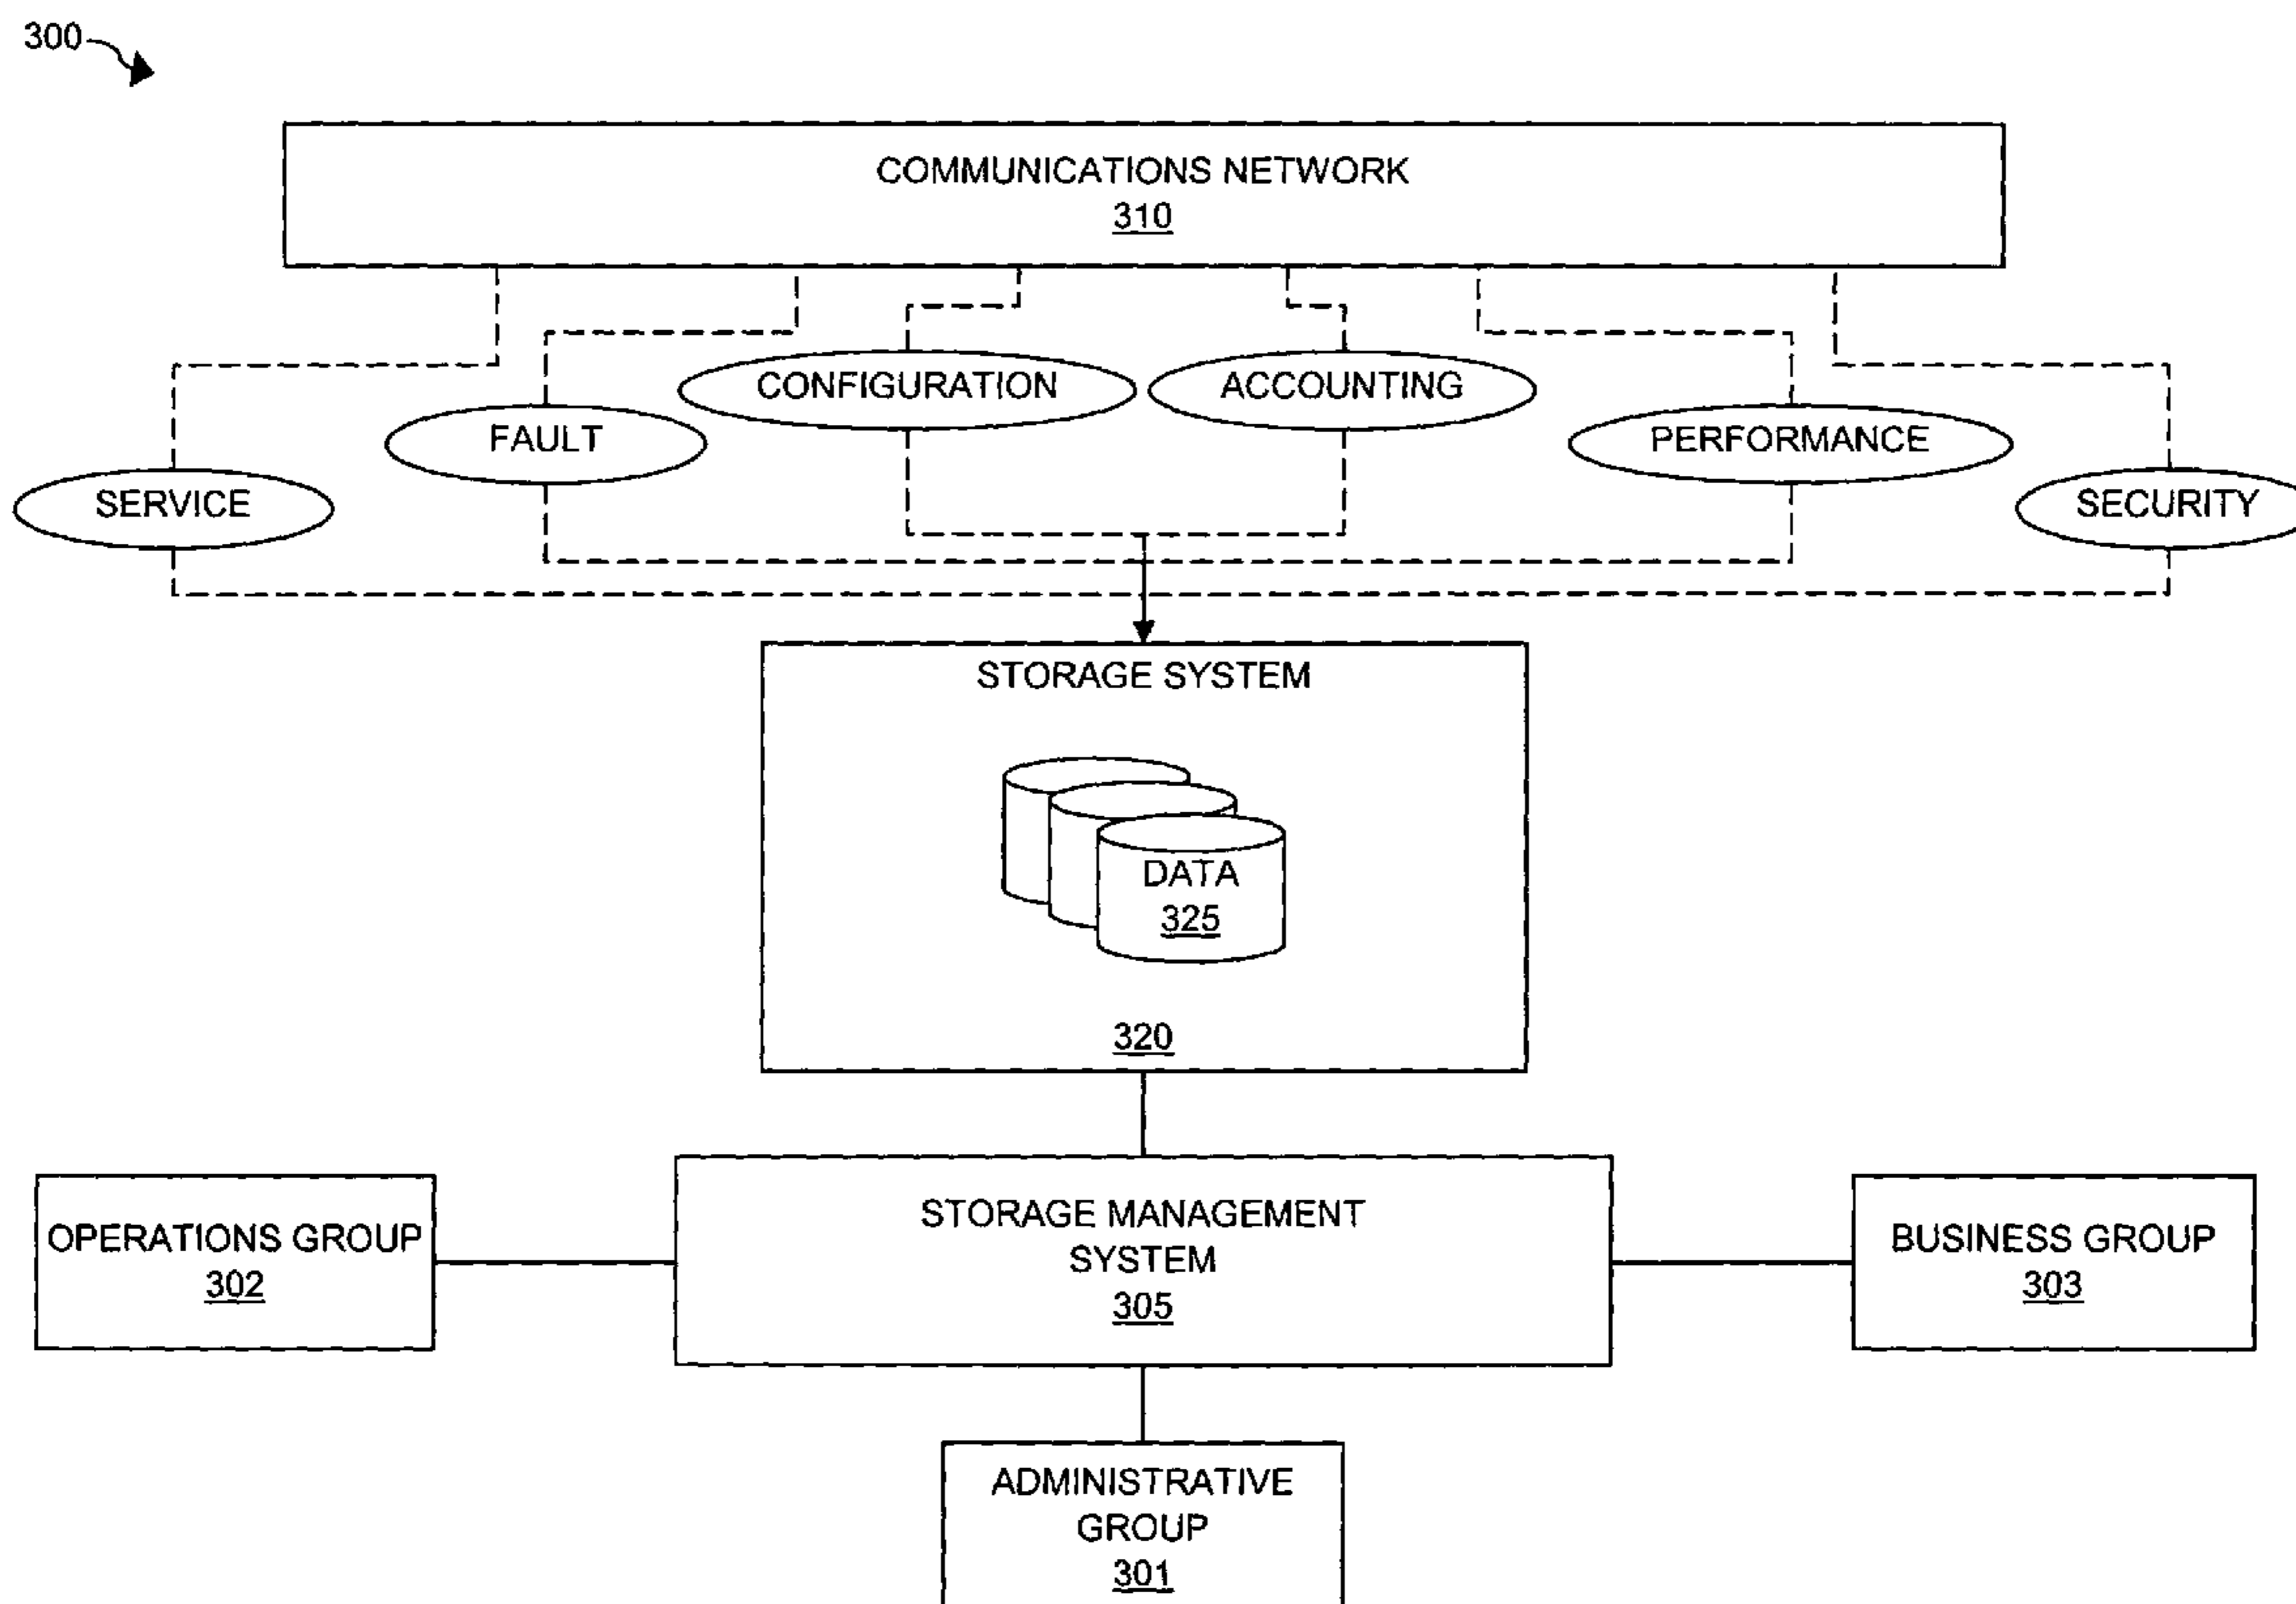 300
COMMUNICATIONS NETWORK
310
CONFIGURATION
ACCOUNTING
FAULT
PERFORMANCE
SERVICE
SECURITY
STORAGE SYSTEM
DATA
325
320
OPERATIONS GROUP
302
STORAGE MANAGEMENT
SYSTEM
305
BUSINESS GROUP
303
ADMINISTRATIVE
GROUP
301